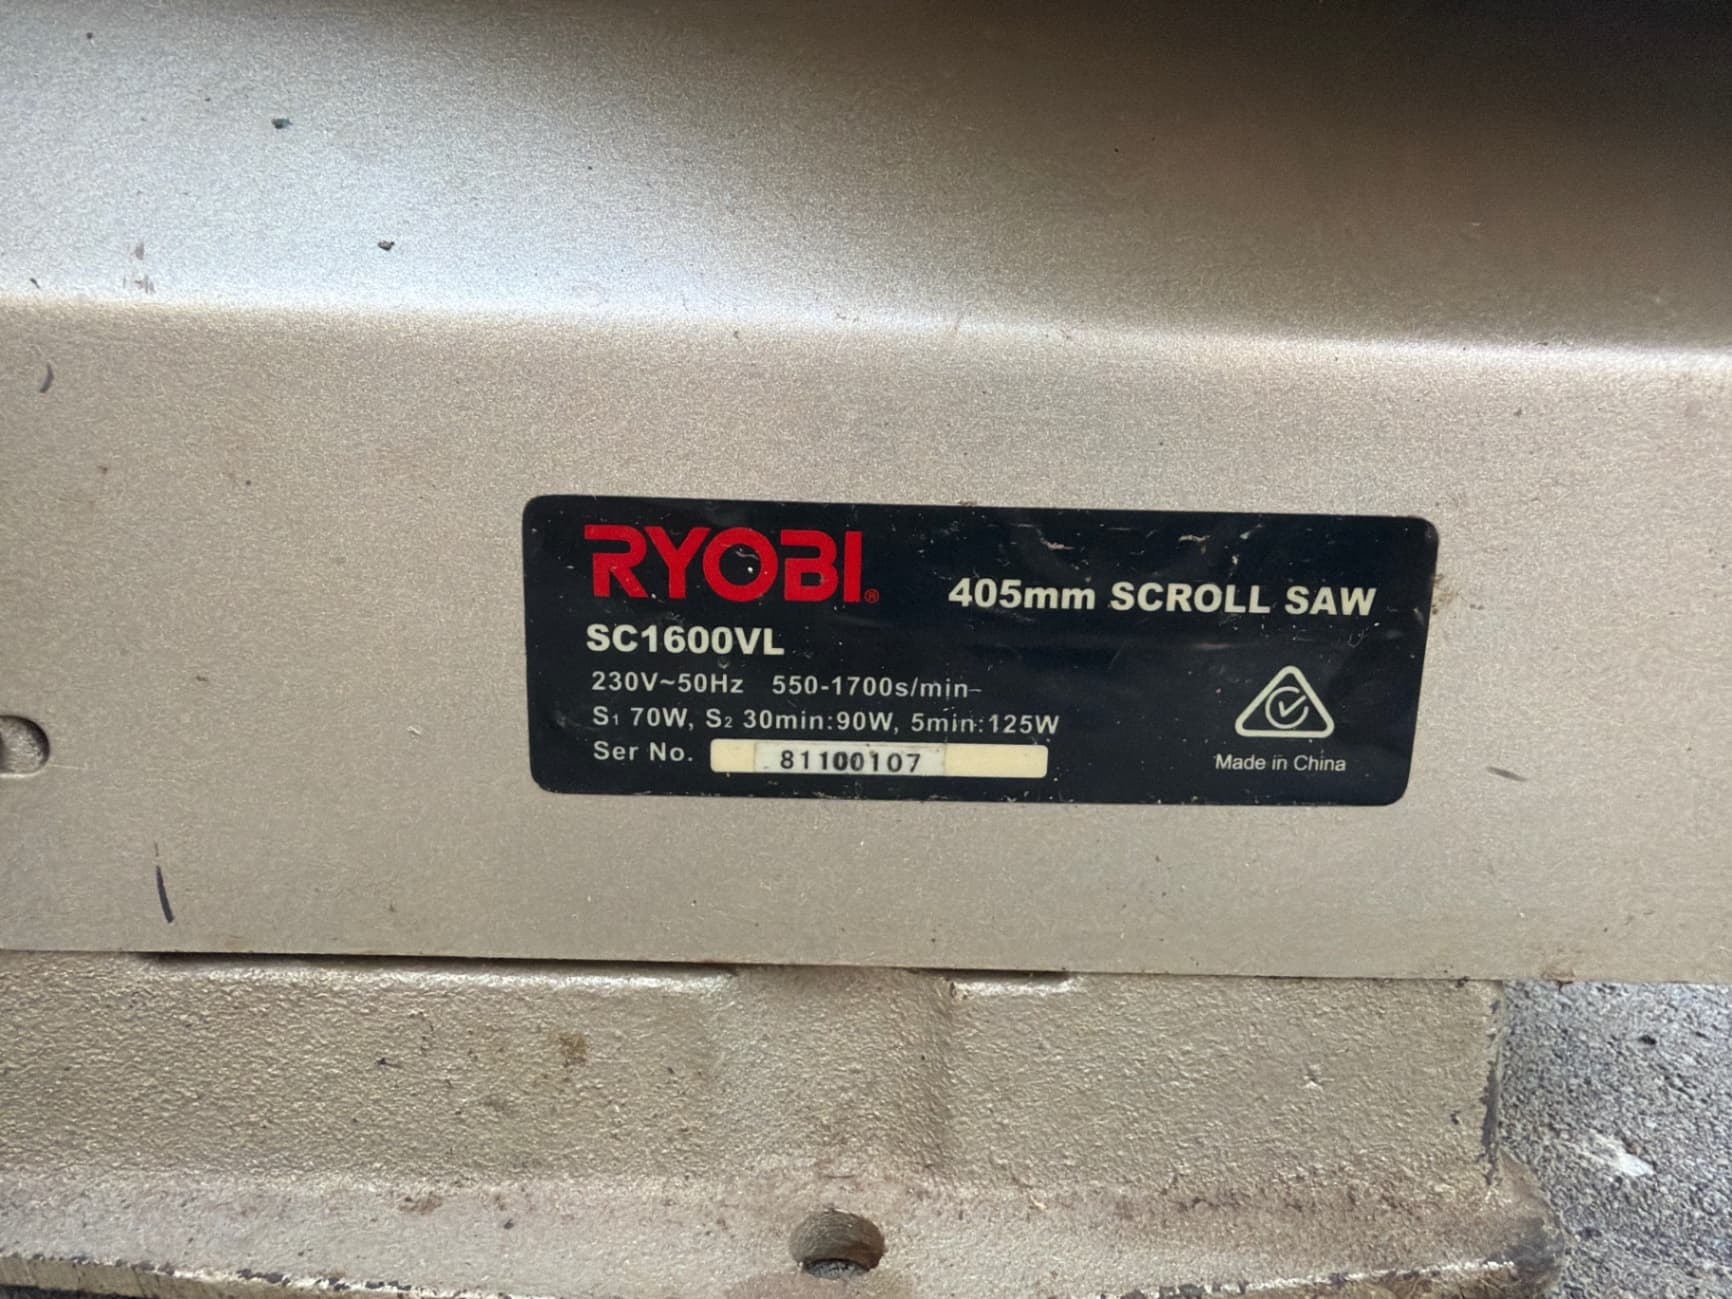 RYOBI®
405mm SCROLL SAW
SC1600VL
230V~50Hz 550-1700s/min
S1 70W, S2 30min:90W, 5min:125W
Ser No. 81100107
Made in China